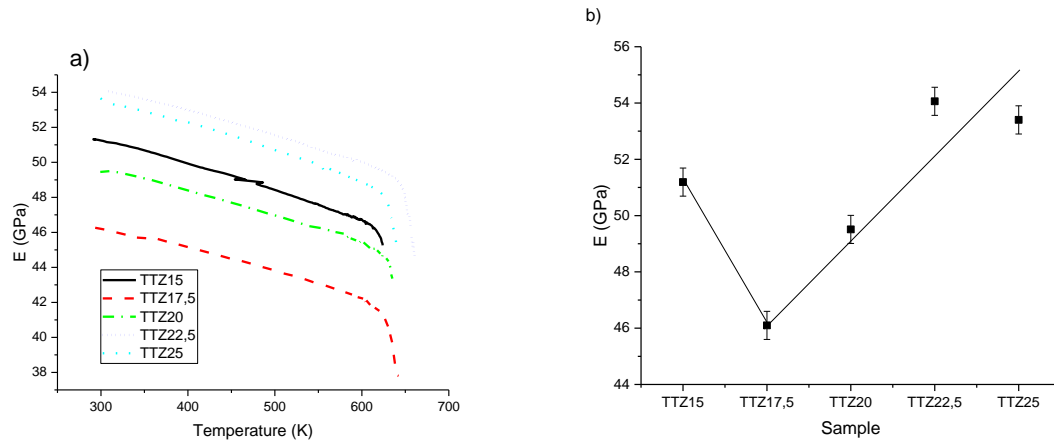 a)
E (GPa)
54
52
50
48
46
44
42
40
38
TTZ15
TTZ17,5
TTZ20
TTZ22,5
TTZ25
300
400
500
600
700
Temperature (K)
b)
E (GPa)
56
54
52
50
48
46
44
TTZ15
TTZ17,5
TTZ20
TTZ22,5
TTZ25
Sample